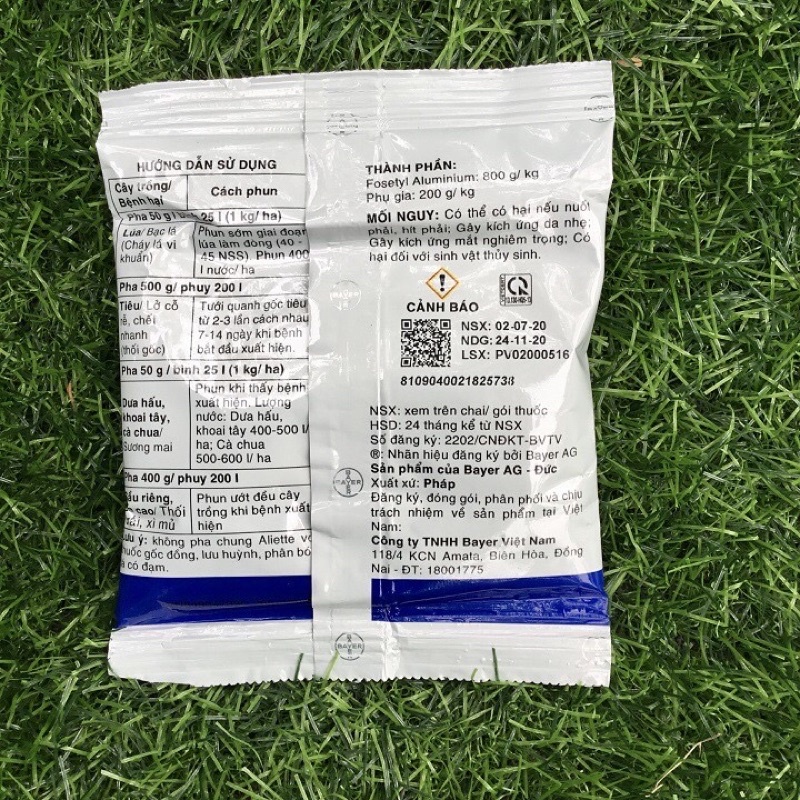 HƯỚNG DẪN SỬ DỤNG
Cây trồng/ Bệnh hại
Cách phun
Pha 50 g / bình 25 l (1 kg/ ha)
Lúa/ Bạc lá
(Cháy lá vi
khuẩn)
Phun sớm giai đoạn
lúa làm đòng (40 -
45 NSS). Phun 400
l nước/ ha
Pha 500 g/ phuy 200 l
Tiêu/ Lở cổ
rễ, chết
nhanh
(thối gốc)
Tưới quanh gốc tiêu
từ 2-3 lần cách nhau
7-14 ngày khi bệnh
bắt đầu xuất hiện.
Pha 50 g / bình 25 l (1 kg/ ha)
Dưa hấu,
khoai tây,
cà chua/
Sương mai
Phun khi thấy bệnh
xuất hiện. Lượng
nước: Dưa hấu,
khoai tây 400-500 l/
ha; Cà chua
500-600 l/ ha
Pha 400 g/ phuy 200 l
riêng,
Thối
xì mủ
Phun ướt đều cây
trồng khi bệnh xuất
hiện
ý: không pha chung Aliette
gốc đồng, lưu huỳnh, phân
có đạm.
THÀNH PHẦN:
Fosetyl Aluminium: 800 g/ kg
Phụ gia: 200 g/ kg
MỐI NGUY: Có thể có hại nếu nuốt
phải, hít phải; Gây kích ứng da nhẹ;
Gây kích ứng mắt nghiêm trọng; Có
hại đối với sinh vật thủy sinh.
CẢNH BÁO
NSX: 02-07-20
NDG: 24-11-20
LSX: PV02000516
810904002182573
NSX: xem trên chai/ gói thuốc
HSD: 24 tháng kể từ NSX
Số đăng ký: 2202/CNĐKT-BVTV
®: Nhãn hiệu đăng ký bởi Bayer AG
Sản phẩm của Bayer AG - Đức
Xuất xứ: Pháp
Đăng ký, đóng gói, phân phối và chịu
trách nhiệm về sản phẩm tại Việt
Nam:
Công ty TNHH Bayer Việt Nam
118/4 KCN Amata, Biên Hòa, Đồng
Nai - ĐT: 18001775
BAYER
BAYER